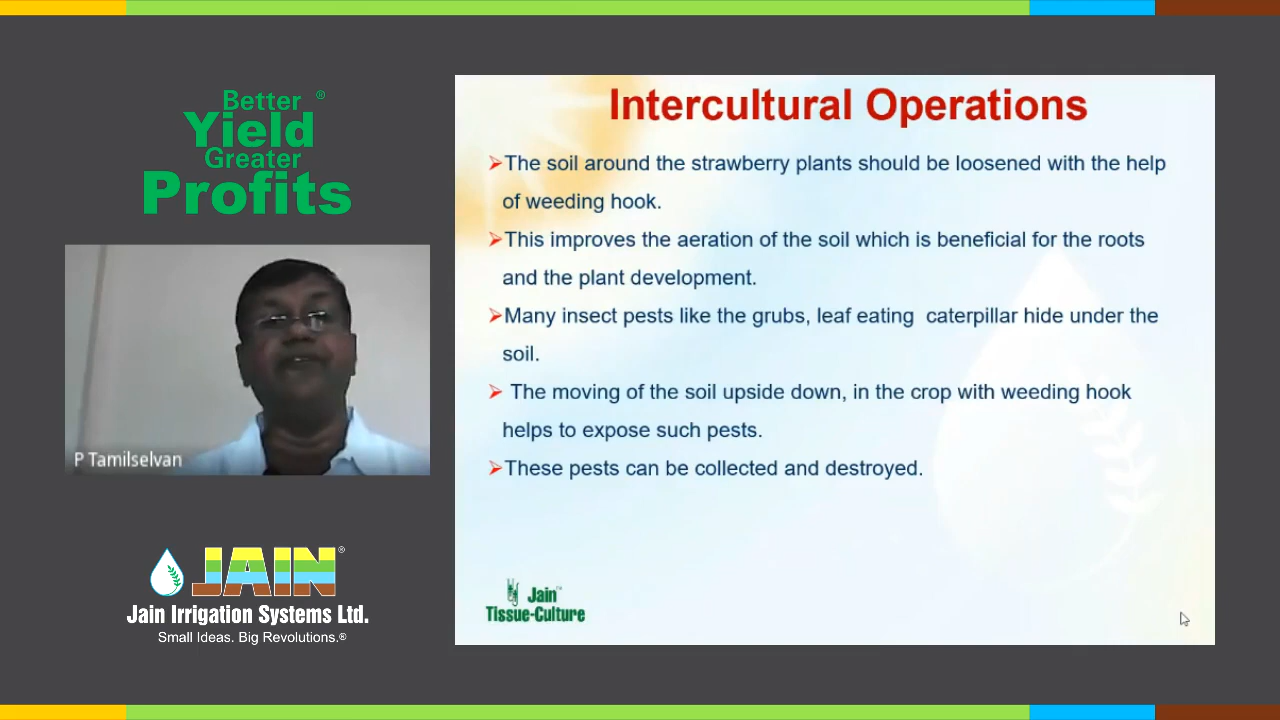 Better ®
Yield
Greater
Profits
P Tamilselvan
JAIN®
Jain Irrigation Systems Ltd.
Small Ideas. Big Revolutions.®
Intercultural Operations
➢The soil around the strawberry plants should be loosened with the help
of weeding hook.
➢This improves the aeration of the soil which is beneficial for the roots
and the plant development.
➢Many insect pests like the grubs, leaf eating  caterpillar hide under the
soil.
➢ The moving of the soil upside down, in the crop with weeding hook
helps to expose such pests.
➢These pests can be collected and destroyed.
Jain™
Tissue-Culture